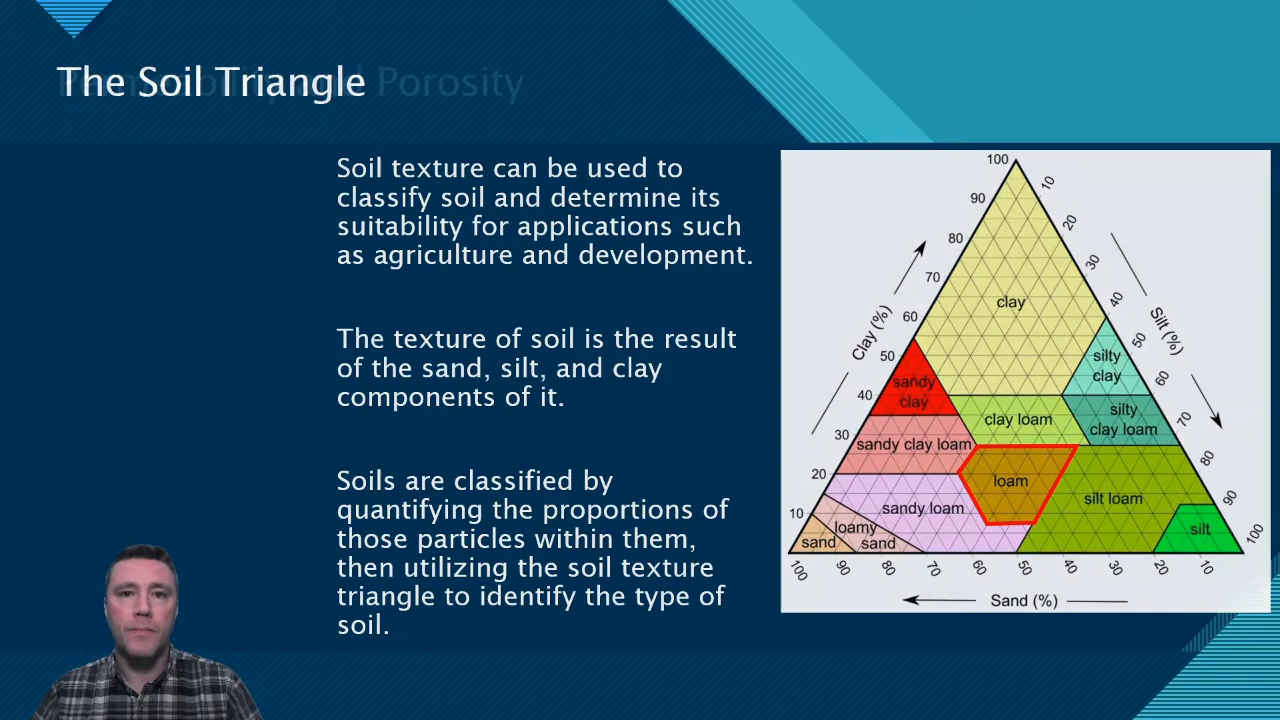 The Soil Triangle
Porosity
Soil texture can be used to
classify soil and determine its
suitability for applications such
as agriculture and development.
The texture of soil is the result
of the sand, silt, and clay
components of it.
Soils are classified by
quantifying the proportions of
those particles within them,
then utilizing the soil texture
triangle to identify the type of
soil.
100
90
80
70
60
50
40
30
20
10
Clay (%)
10
20
30
40
50
60
70
80
90
100
Silt (%)
clay
silty
clay
sandy
clay
clay loam
silty
clay loam
sandy clay loam
loam
silt loam
sandy loam
loamy
sand
sand
silt
100
90
80
70
60
50
40
30
20
10
Sand (%)